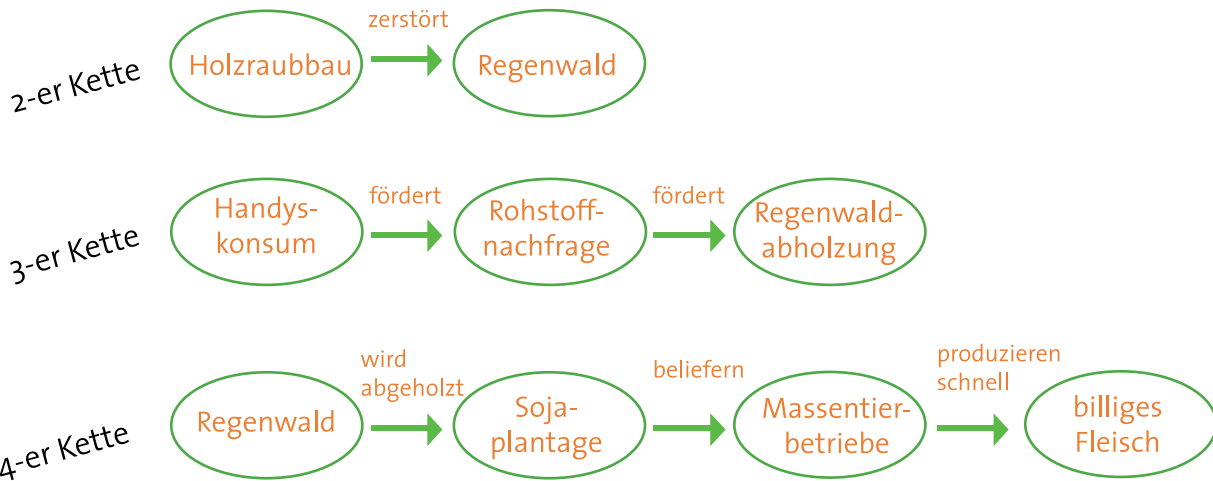 zerstört
2-er Kette
Holzraubbau
Regenwald
3-er Kette
Handys-
konsum
fördert
Rohstoff-
nachfrage
fördert
Regenwald-
abholzung
4-er Kette
Regenwald
wird
abgeholzt
Soja-
plantage
beliefern
Massentier-
betriebe
produzieren
schnell
billiges
Fleisch